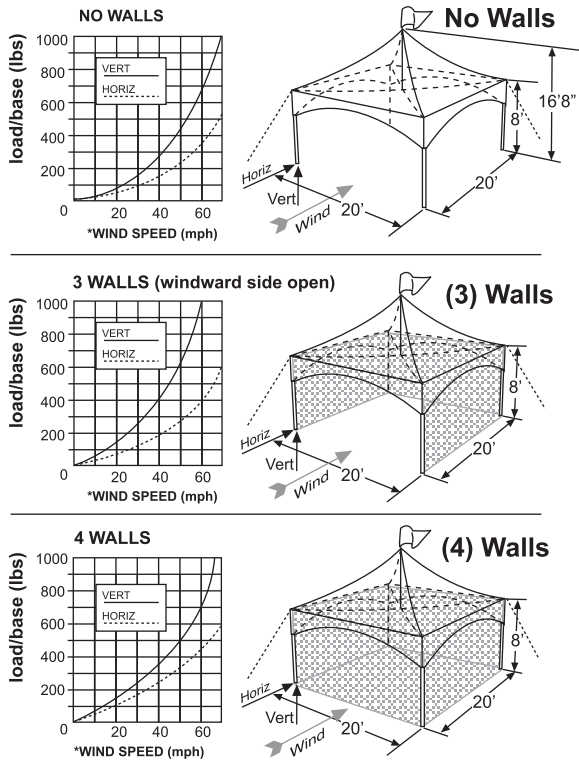 NO WALLS
load/base (lbs)
1000
800
600
400
200
0
20
40
60
VERT
HORIZ
*WIND SPEED (mph)
No Walls
16'8"
8'
20'
20'
Horiz
Vert
Wind
3 WALLS (windward side open)
load/base (lbs)
1000
800
600
400
200
0
20
40
60
VERT
HORIZ
*WIND SPEED (mph)
(3) Walls
8'
20'
20'
Horiz
Vert
Wind
4 WALLS
load/base (lbs)
1000
800
600
400
200
0
20
40
60
VERT
HORIZ
*WIND SPEED (mph)
(4) Walls
8'
20'
20'
Horiz
Vert
Wind